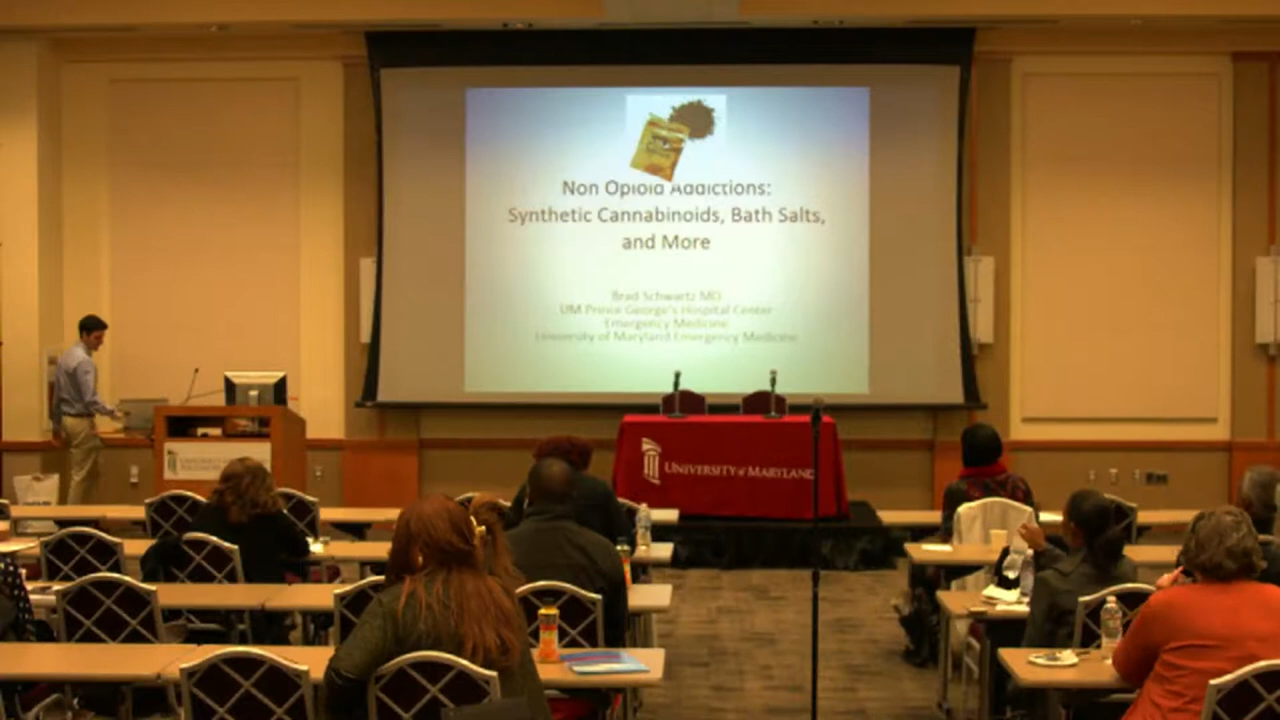 Non Opioid Addictions:
Synthetic Cannabinoids, Bath Salts,
and More
Brad Schwartz MD
UM Prince George's Hospital Center
Emergency Medicine
University of Maryland Emergency Medicine
UNIVERSITY of MARYLAND